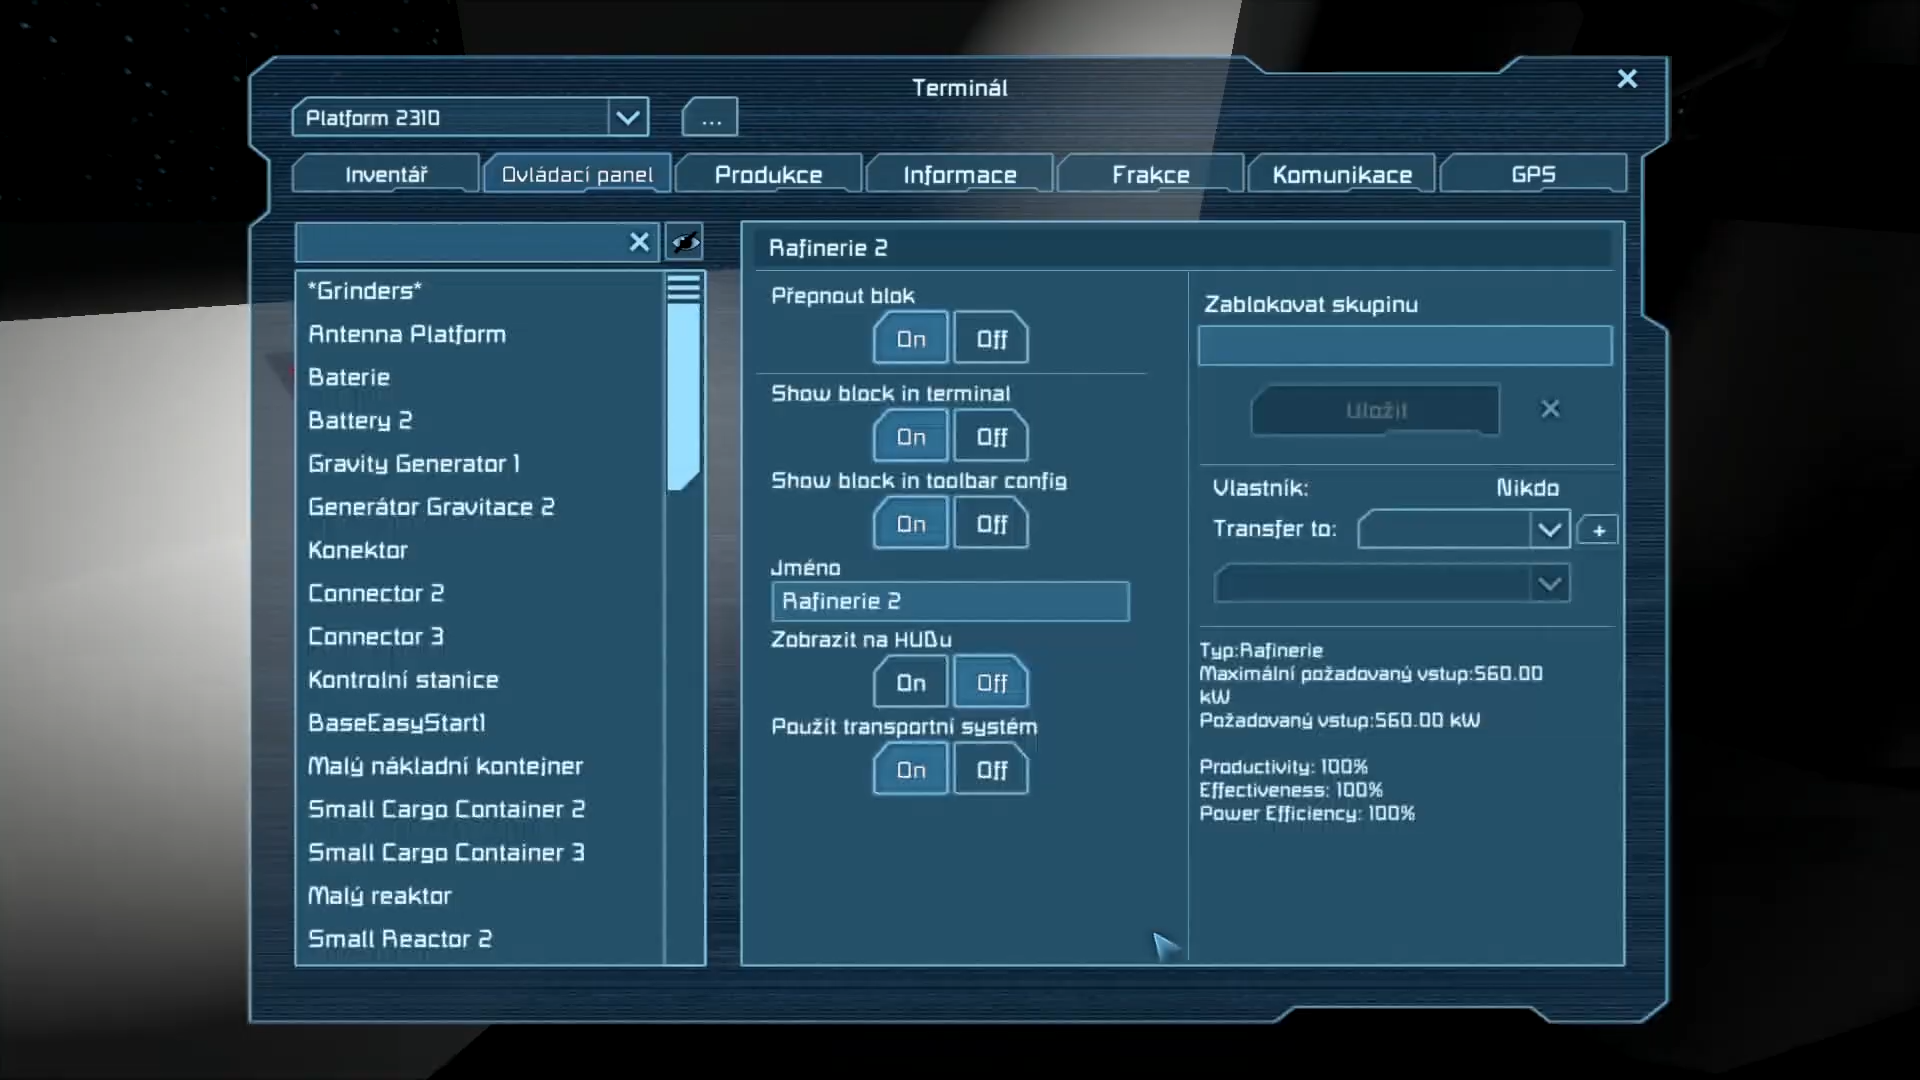 Terminál
Platform 2310
...
Inventář
Ovládací panel
Produkce
Informace
Frakce
Komunikace
GPS
*Grinders*
Antenna Platform
Baterie
Battery 2
Gravity Generator 1
Generátor Gravitace 2
Konektor
Connector 2
Connector 3
Kontrolní stanice
BaseEasyStart1
Malý nákladní kontejner
Small Cargo Container 2
Small Cargo Container 3
Malý reaktor
Small Reactor 2
Rafinerie 2
Přepnout blok
On Off
Show block in terminal
On Off
Show block in toolbar config
On Off
Jméno
Rafinerie 2
Zobrazit na HUDu
On Off
Použít transportní systém
On Off
Zablokovat skupinu
Uložit
Vlastník: Nikdo
Transfer to:
+
Typ:Rafinerie
Maximální požadovaný vstup:560.00
kW
Požadovaný vstup:560.00 kW
Productivity: 100%
Effectiveness: 100%
Power Efficiency: 100%